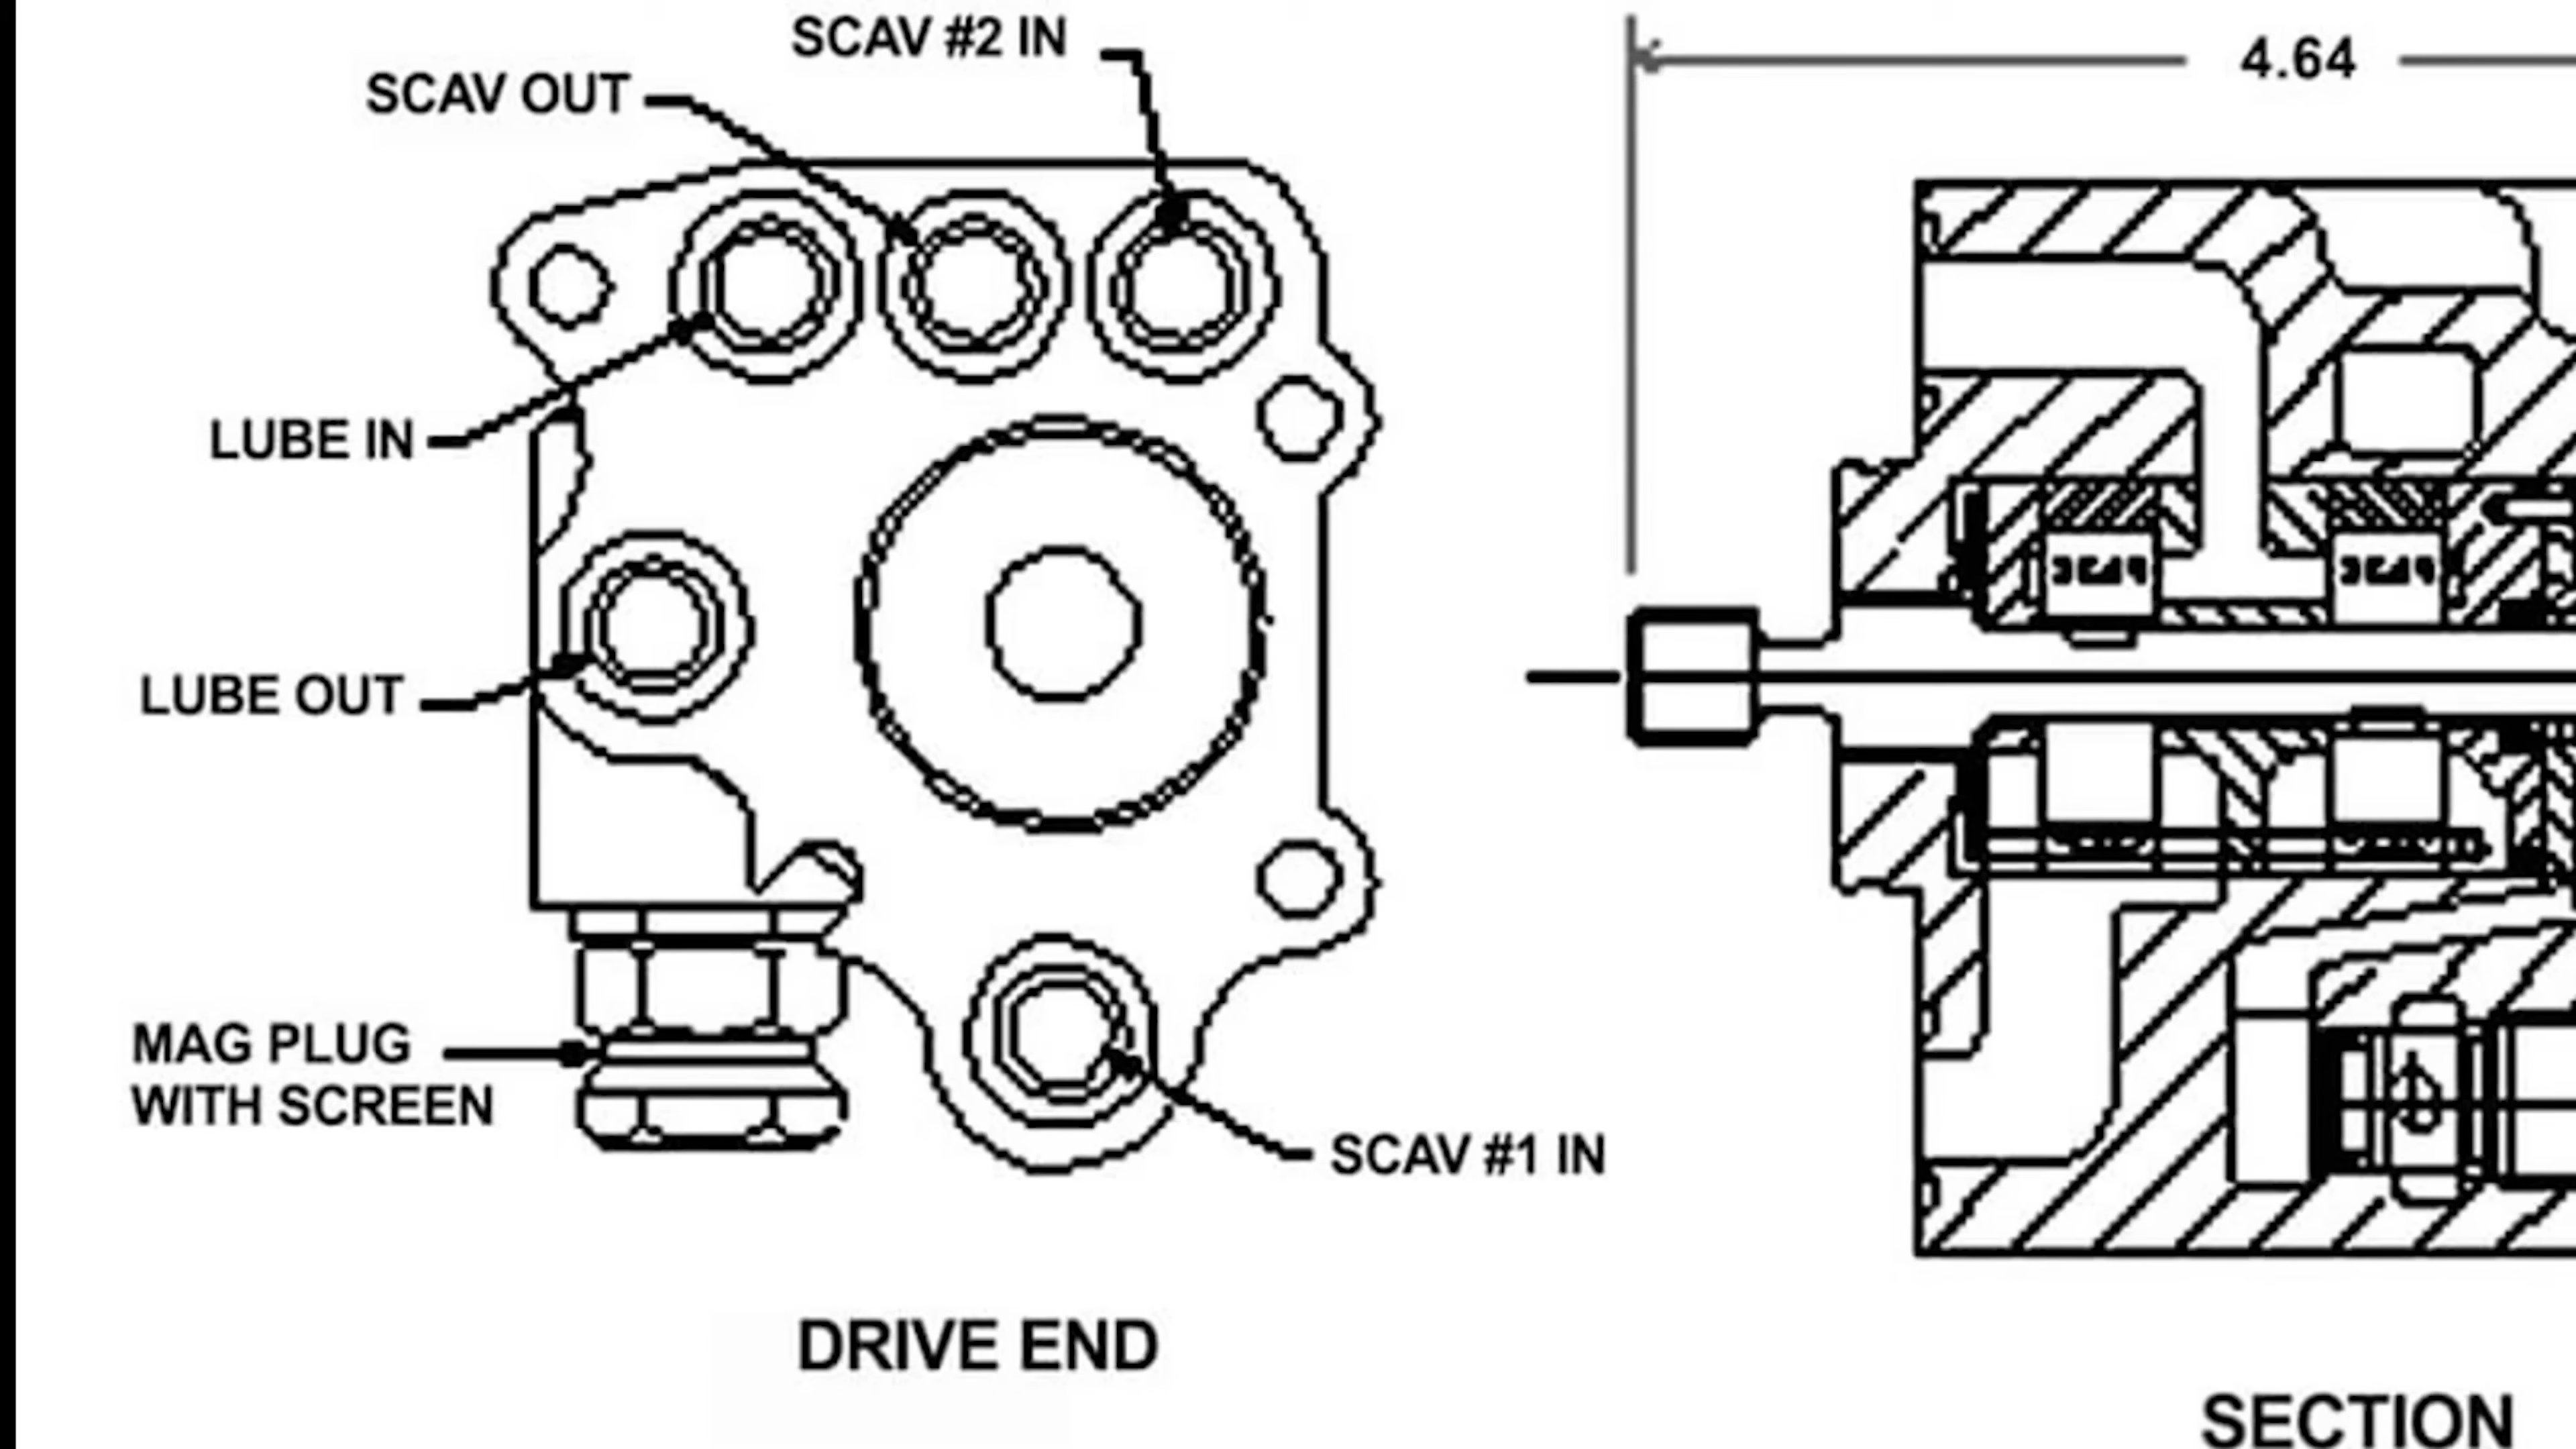 SCAV #2 IN
SCAV OUT
4.64
LUBE IN
LUBE OUT
MAG PLUG
WITH SCREEN
SCAV #1 IN
DRIVE END
SECTION